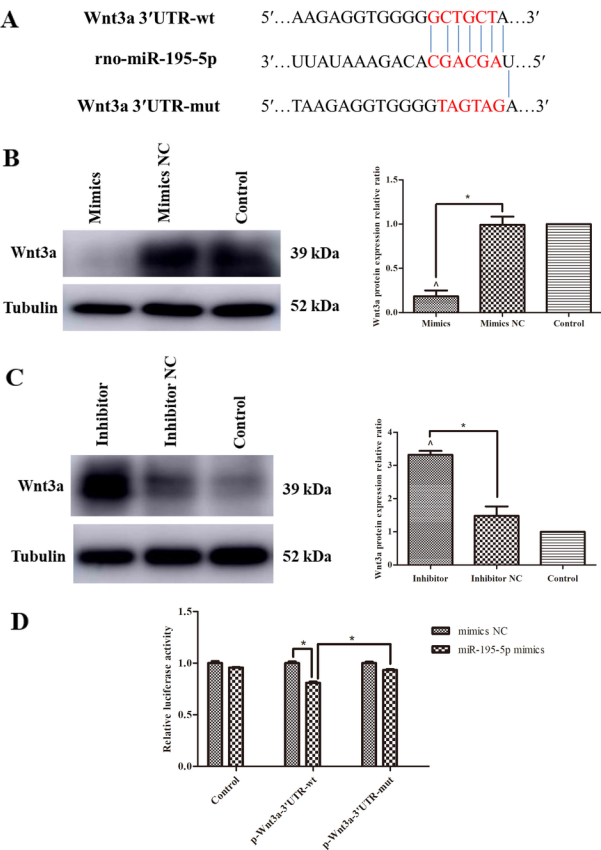 A
Wnt3a 3′UTR-wt 5′…AAGAGGTGGGGGCTGCTA…3′
rno-miR-195-5p 3′…UUAUAAAGACACGACGAU…5′
Wnt3a 3′UTR-mut 5′…TAAGAGGTGGGGTAGTAGA…3′
B
Mimics
Mimics NC
Control
Wnt3a
39 kDa
Tubulin
52 kDa
Wnt3a protein expression relative ratio
1.5
1.0
0.5
0.0
*
^
Mimics
Mimics NC
Control
C
Inhibitor
Inhibitor NC
Control
Wnt3a
39 kDa
Tubulin
52 kDa
Wnt3a protein expression relative ratio
4
3
2
1
0
*
^
Inhibitor
Inhibitor NC
Control
D
Relative luciferase activity
1.5
1.0
0.5
0.0
*
*
Control
p-Wnt3a-3′UTR-wt
p-Wnt3a-3′UTR-mut
mimics NC
miR-195-5p mimics